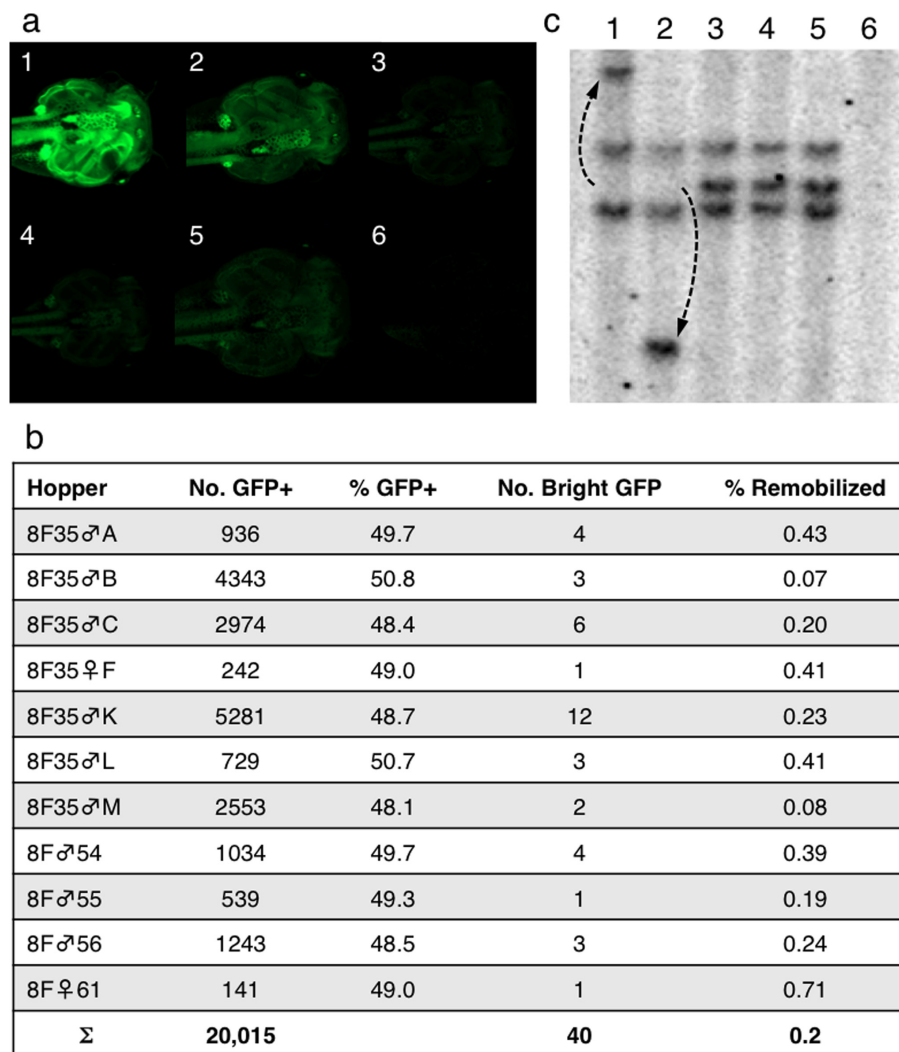 a
1 2 3
4 5 6
c
1 2 3 4 5 6
b
Hopper No. GFP+ % GFP+ No. Bright GFP % Remobilized
8F35♂A 936 49.7 4 0.43
8F35♂B 4343 50.8 3 0.07
8F35♂C 2974 48.4 6 0.20
8F35♀F 242 49.0 1 0.41
8F35♂K 5281 48.7 12 0.23
8F35♂L 729 50.7 3 0.41
8F35♂M 2553 48.1 2 0.08
8F♂54 1034 49.7 4 0.39
8F♂55 539 49.3 1 0.19
8F♂56 1243 48.5 3 0.24
8F♀61 141 49.0 1 0.71
Σ 20,015 40 0.2